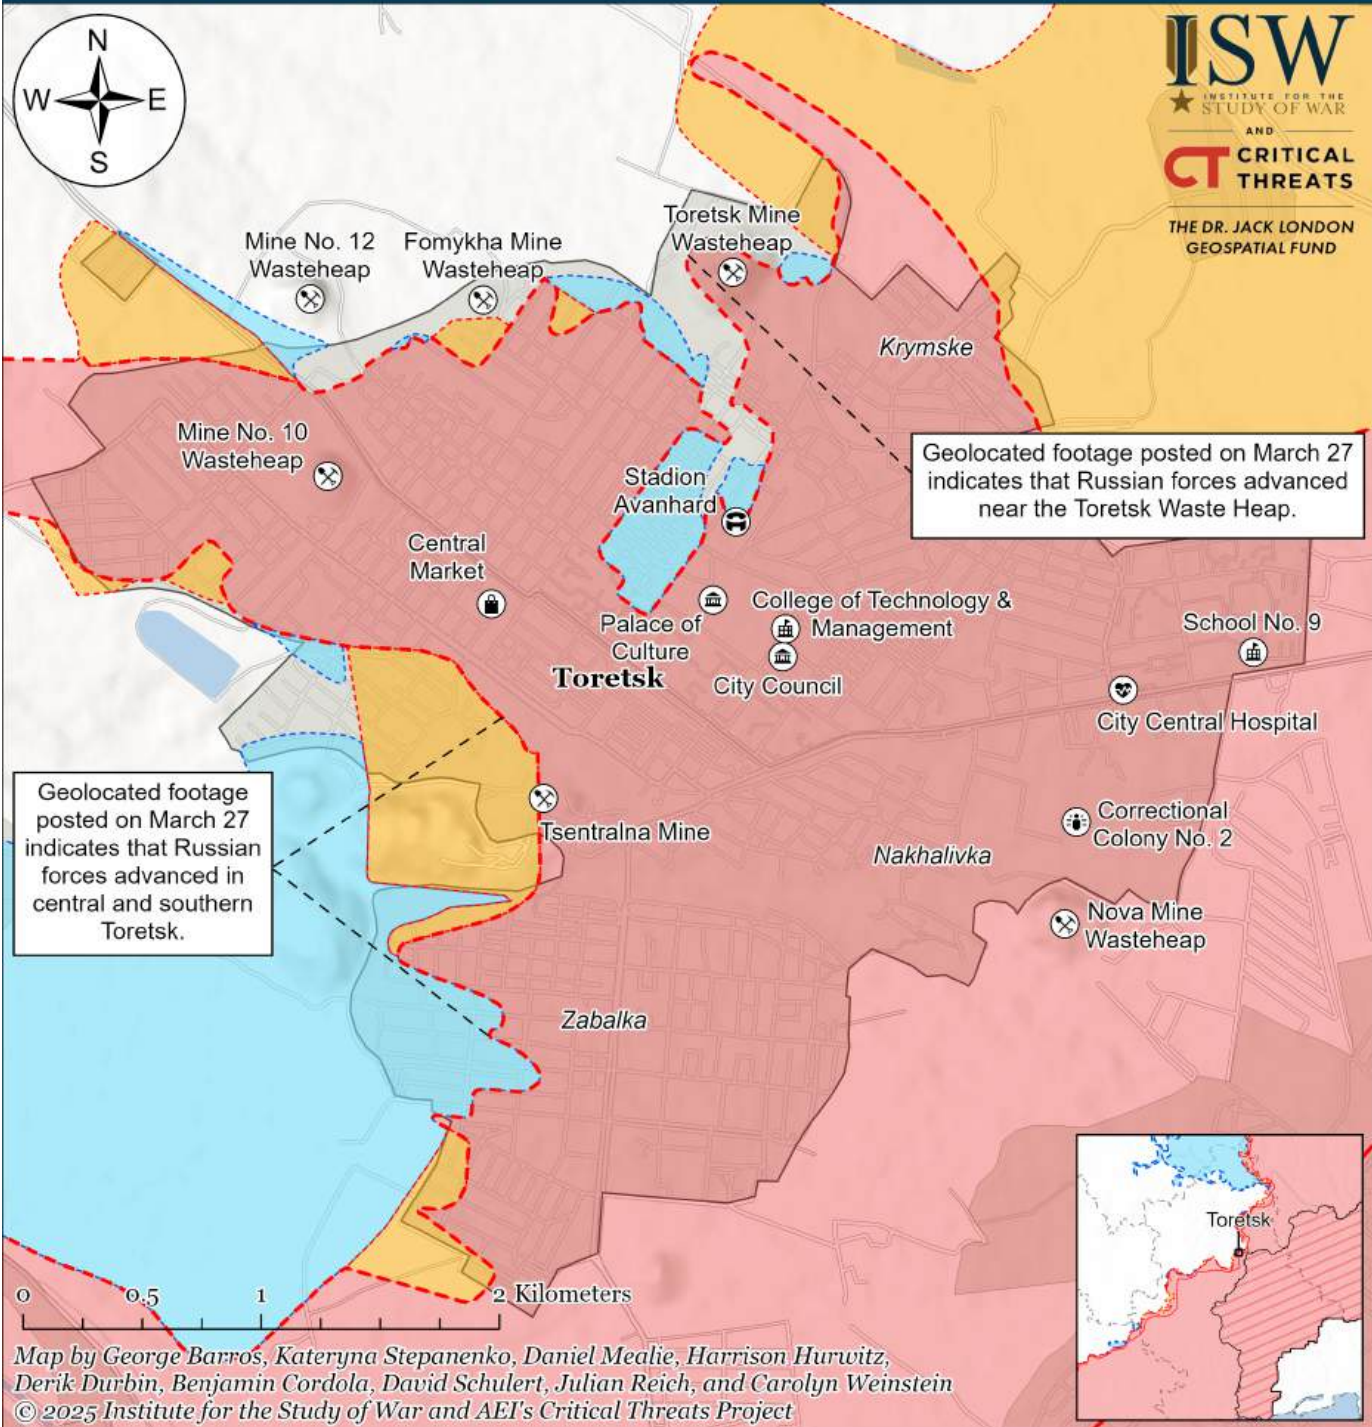 N
W
E
S
ISW
INSTITUTE FOR THE
STUDY OF WAR
AND
CT CRITICAL
THREATS
THE DR. JACK LONDON
GEOSPATIAL FUND
Mine No. 12
Wasteheap
Fomykha Mine
Wasteheap
Toretsk Mine
Wasteheap
Krymske
Mine No. 10
Wasteheap
Geolocated footage posted on March 27
indicates that Russian forces advanced
near the Toretsk Waste Heap.
Stadion
Avanhard
Central
Market
Palace of
Culture
College of Technology &
Management
School No. 9
Toretsk
City Council
City Central Hospital
Geolocated footage
posted on March 27
indicates that Russian
forces advanced in
central and southern
Toretsk.
Tsentralna Mine
Correctional
Colony No. 2
Nakhalivka
Nova Mine
Wasteheap
Zabalka
Toretsk
0 0.5 1 2 Kilometers
Map by George Barros, Kateryna Stepanenko, Daniel Mealie, Harrison Hurwitz,
Derik Durbin, Benjamin Cordola, David Schulert, Julian Reich, and Carolyn Weinstein
© 2025 Institute for the Study of War and AEI's Critical Threats Project